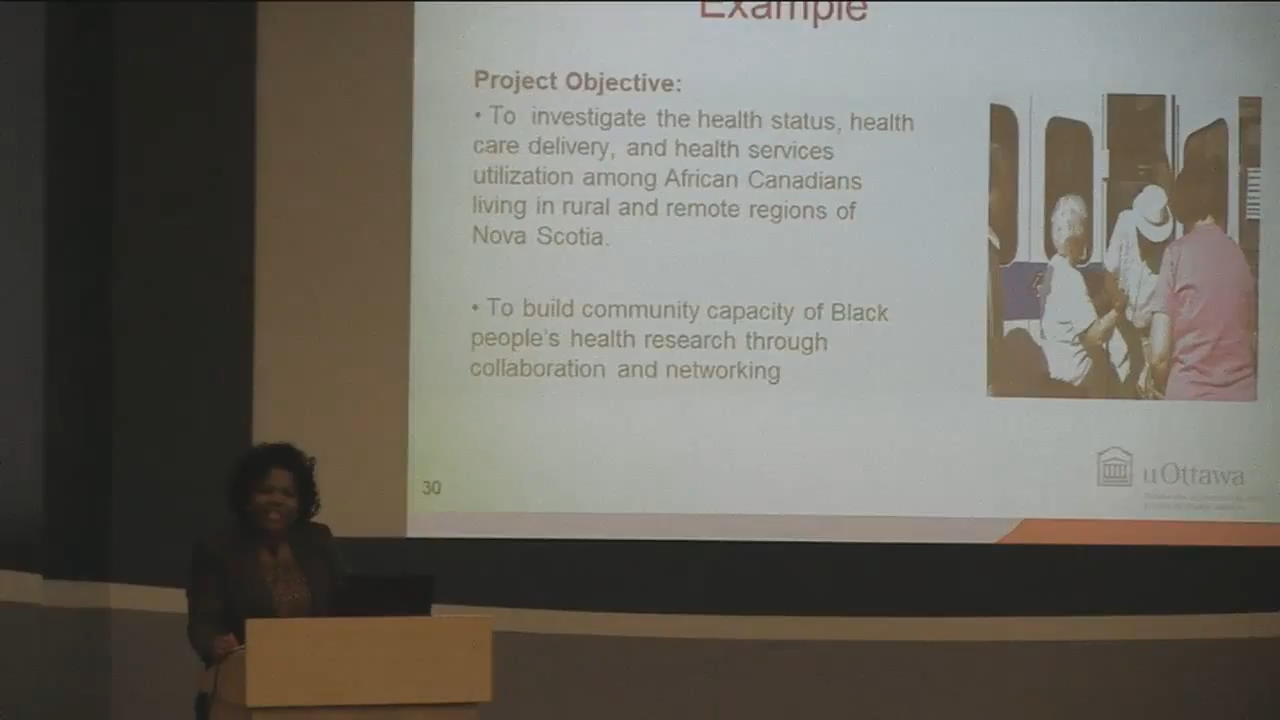 Example
Project Objective:
• To investigate the health status, health
care delivery, and health services
utilization among African Canadians
living in rural and remote regions of
Nova Scotia.
• To build community capacity of Black
people's health research through
collaboration and networking
30
uOttawa